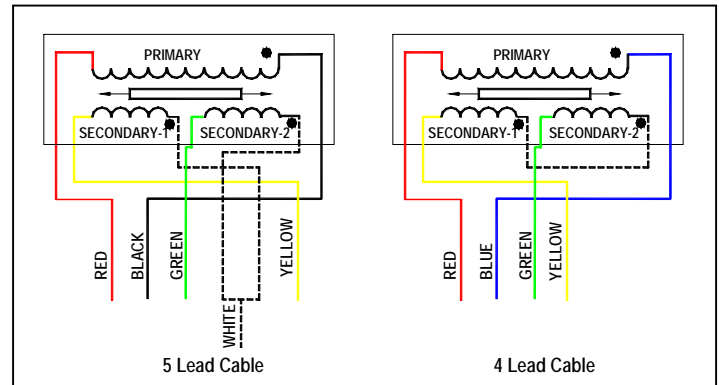 PRIMARY
SECONDARY-1
SECONDARY-2
RED
BLACK
GREEN
WHITE
YELLOW
5 Lead Cable
PRIMARY
SECONDARY-1
SECONDARY-2
RED
BLUE
GREEN
YELLOW
4 Lead Cable